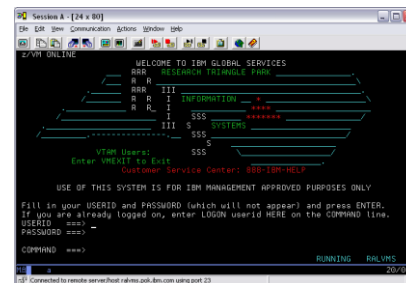 Session A - [24 x 80]
File Edit View Communication Actions Window Help
z/VM ONLINE
WELCOME TO IBM GLOBAL SERVICES
RRR RESEARCH TRIANGLE PARK
R R
RRR III
R R I INFORMATION *
R R I ****
I SSS *******
III S SYSTEMS
SSS
S
VTAM Users: SSS
Enter VMEXIT to Exit
Customer Service Center: 800-IBM-HELP
USE OF THIS SYSTEM IS FOR IBM MANAGEMENT APPROVED PURPOSES ONLY
Fill in your USERID and PASSWORD (which will not appear) and press ENTER.
If you are already logged on, enter LOGON userid HERE on the COMMAND line.
USERID ===>
PASSWORD ===>
COMMAND ===>
RUNNING RALVMS
a 20/0
Connected to remote server/host ralvms.pok.ibm.com using port 23